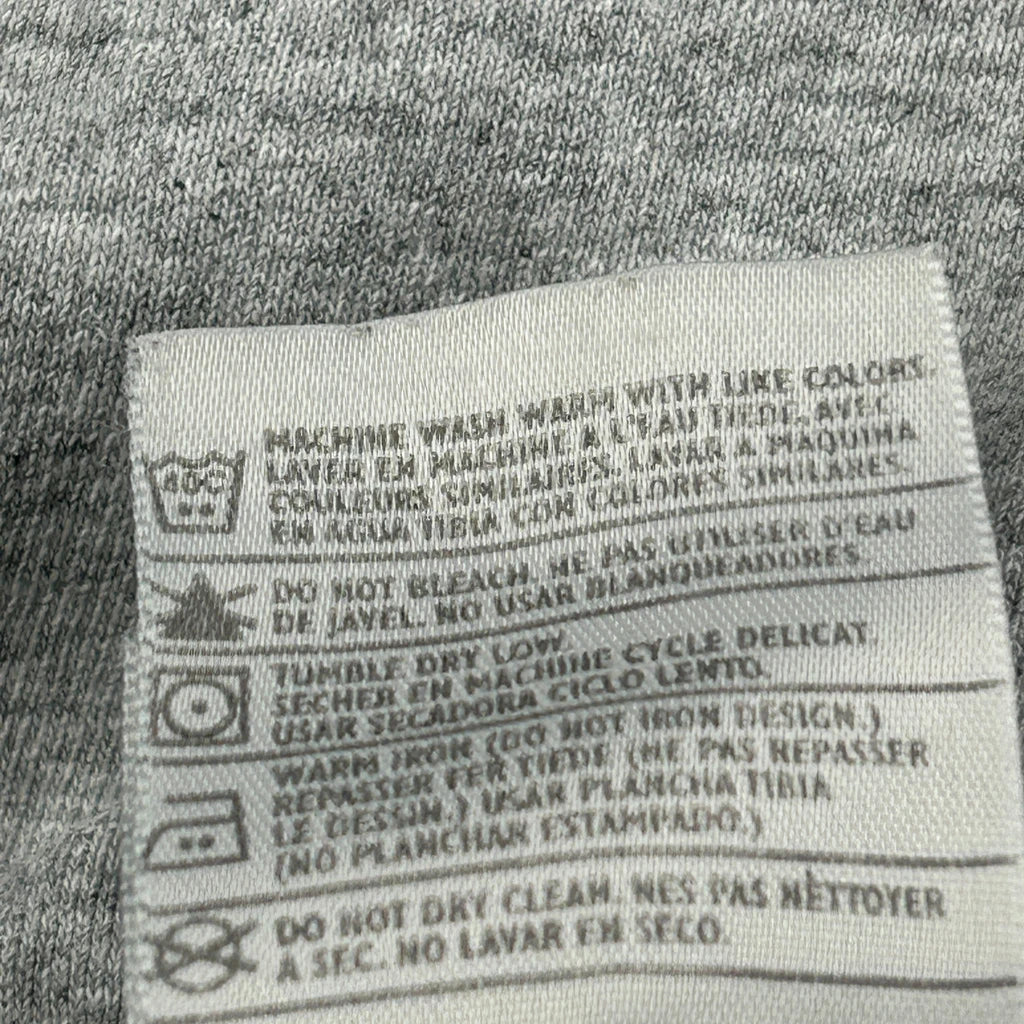 MACHINE WASH WARM WITH LIKE COLORS.
LAVER EN MACHINE A L'EAU TIEDE, AVEC
COULEURS SIMILAIRES. LAVAR A MAQUINA
EN AGUA TIBIA CON COLORES SIMILARES.
40C
DO NOT BLEACH. NE PAS UTILISER D'EAU
DE JAVEL. NO USAR BLANQUEADORES.
TUMBLE DRY LOW.
SECHER EN MACHINE CYCLE DELICAT.
USAR SECADORA CICLO LENTO.
WARM IRON (DO NOT IRON DESIGN.)
REPASSER FER TIEDE (NE PAS REPASSER
LE DESSIN.) USAR PLANCHA TIBIA
(NO PLANCHAR ESTAMPADO.)
DO NOT DRY CLEAN. NES PAS NÈTTOYER
A SEC. NO LAVAR EN SECO.